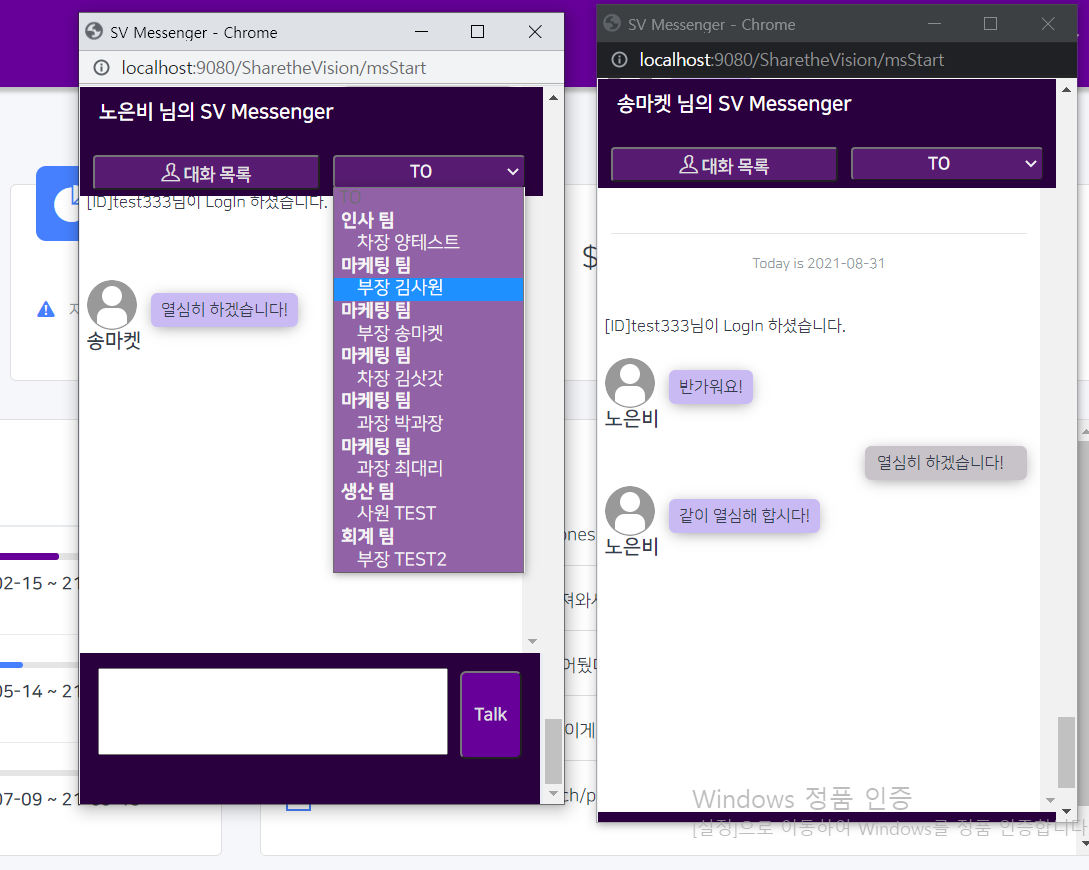 SV Messenger - Chrome
localhost:9080/SharetheVision/msStart
노은비 님의 SV Messenger
대화 목록
TO
[ID]test333님이 LogIn 하셨습니다.
열심히 하겠습니다!
송마켓
TO
인사 팀
차장 양테스트
마케팅 팀
부장 김사원
마케팅 팀
부장 송마켓
마케팅 팀
차장 김삿갓
마케팅 팀
과장 박과장
마케팅 팀
과장 최대리
생산 팀
사원 TEST
회계 팀
부장 TEST2
Talk
SV Messenger - Chrome
localhost:9080/SharetheVision/msStart
송마켓 님의 SV Messenger
대화 목록
TO
Today is 2021-08-31
[ID]test333님이 LogIn 하셨습니다.
반가워요!
노은비
열심히 하겠습니다!
같이 열심해 합시다!
노은비
$
02-15 ~ 21
05-14 ~ 21
07-09 ~ 21
Windows 정품 인증
[설정]으로 이동하여 Windows를 정품 인증합니다